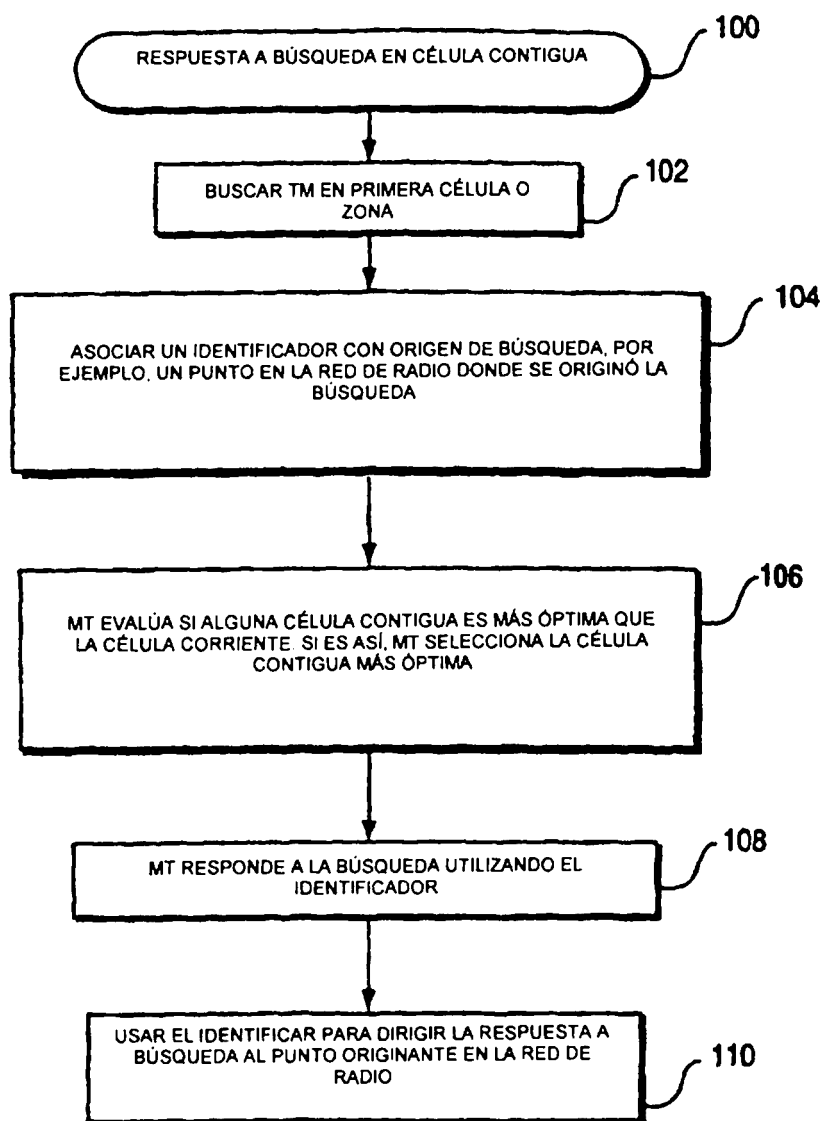 RESPUESTA A BÚSQUEDA EN CÉLULA CONTIGUA
100
BUSCAR TM EN PRIMERA CÉLULA O
ZONA
102
ASOCIAR UN IDENTIFICADOR CON ORIGEN DE BÚSQUEDA, POR
EJEMPLO, UN PUNTO EN LA RED DE RADIO DONDE SE ORIGINÓ LA
BÚSQUEDA
104
MT EVALÚA SI ALGUNA CÉLULA CONTIGUA ES MÁS ÓPTIMA QUE
LA CÉLULA CORRIENTE. SI ES ASÍ, MT SELECCIONA LA CÉLULA
CONTIGUA MÁS ÓPTIMA
106
MT RESPONDE A LA BÚSQUEDA UTILIZANDO EL
IDENTIFICADOR
108
USAR EL IDENTIFICAR PARA DIRIGIR LA RESPUESTA A
BÚSQUEDA AL PUNTO ORIGINANTE EN LA RED DE
RADIO
110